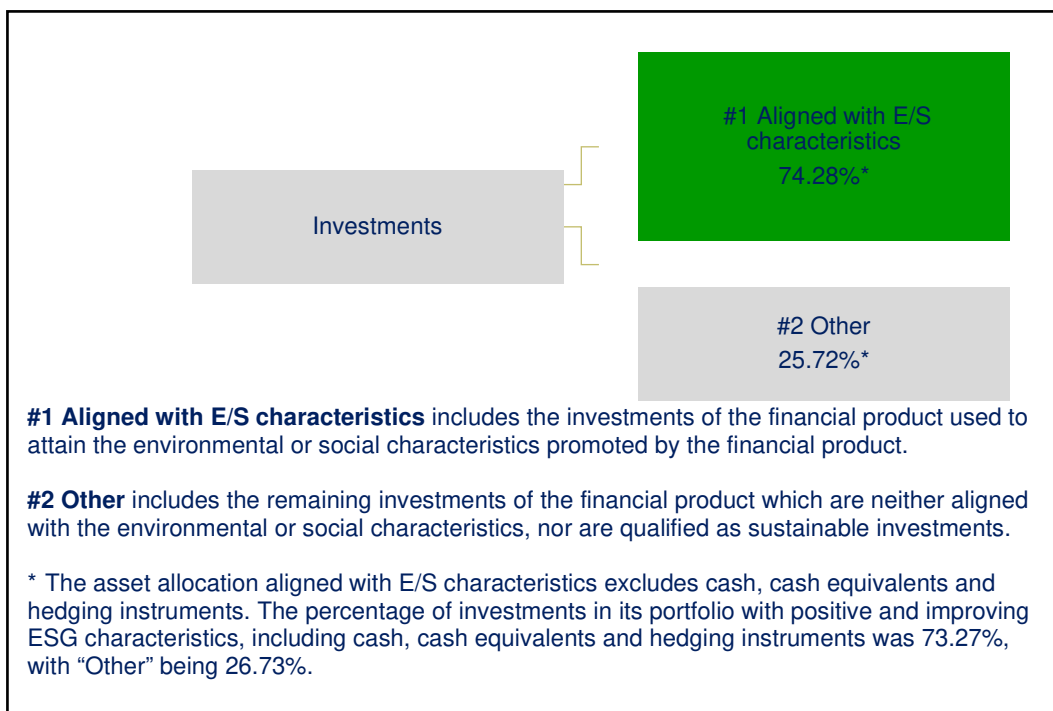 #1 Aligned with E/S
characteristics
74.28%*
Investments
#2 Other
25.72%*
#1 Aligned with E/S characteristics includes the investments of the financial product used to
attain the environmental or social characteristics promoted by the financial product.
#2 Other includes the remaining investments of the financial product which are neither aligned
with the environmental or social characteristics, nor are qualified as sustainable investments.
* The asset allocation aligned with E/S characteristics excludes cash, cash equivalents and
hedging instruments. The percentage of investments in its portfolio with positive and improving
ESG characteristics, including cash, cash equivalents and hedging instruments was 73.27%,
with “Other” being 26.73%.